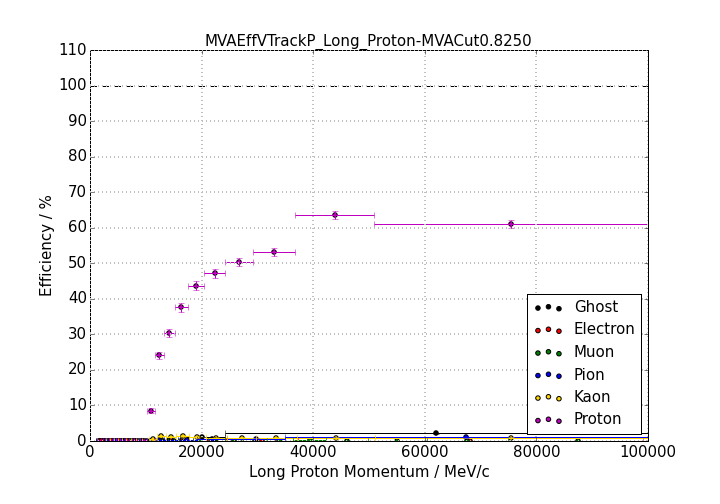 MVAEffVTrackP_Long_Proton-MVACut0.8250
110
100
90
80
70
60
50
40
30
20
10
0
Efficiency / %
Ghost
Electron
Muon
Pion
Kaon
Proton
0 20000 40000 60000 80000 100000
Long Proton Momentum / MeV/c